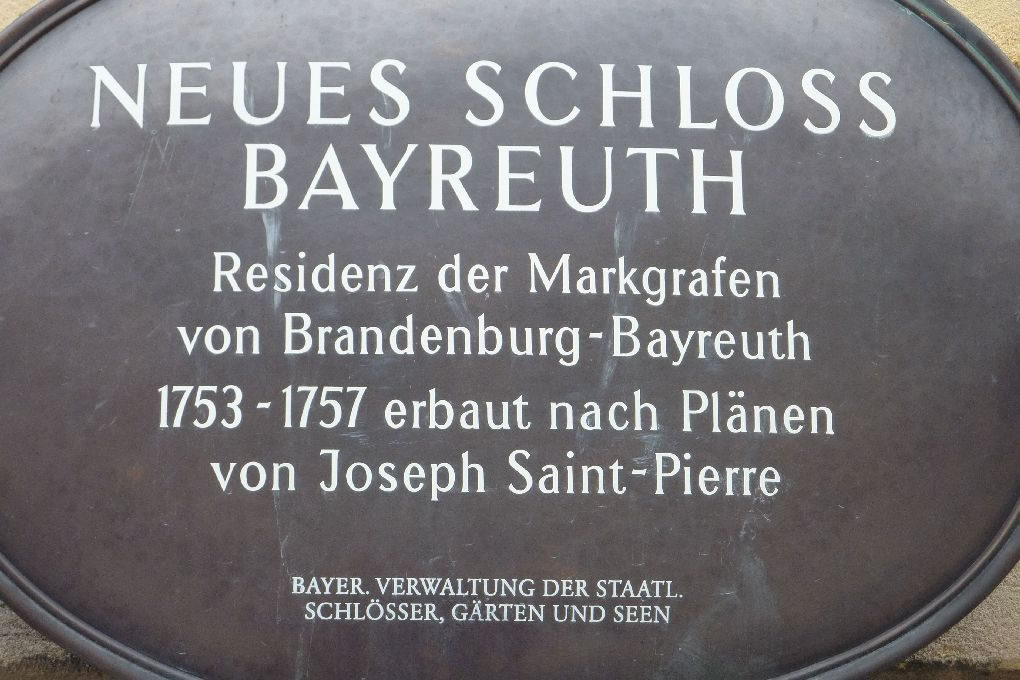 NEUES SCHLOSS
BAYREUTH
Residenz der Markgrafen
von Brandenburg-Bayreuth
1753-1757 erbaut nach Plänen
von Joseph Saint-Pierre
BAYER. VERWALTUNG DER STAATL.
SCHLÖSSER, GÄRTEN UND SEEN